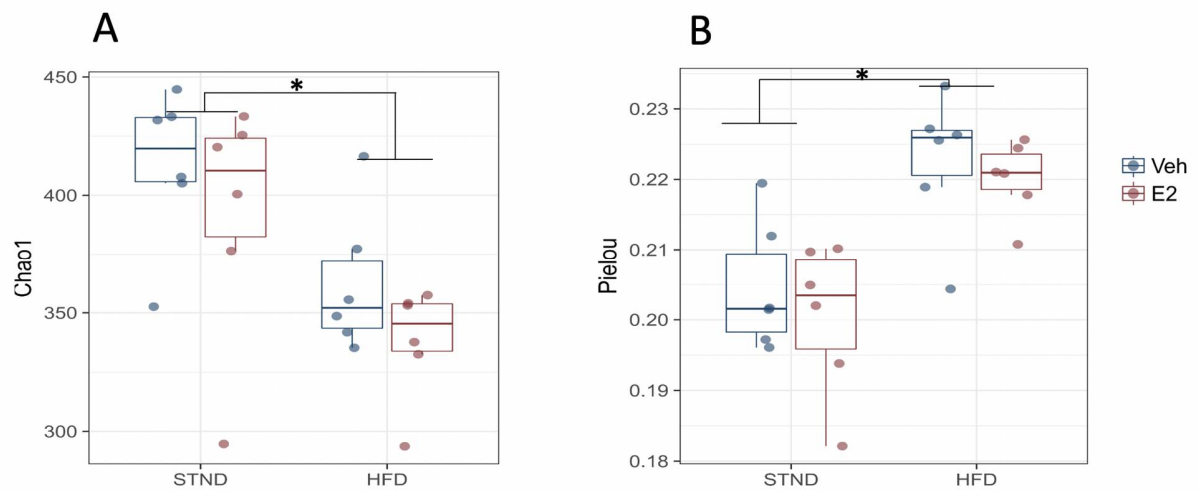 A
Chao1
450
400
350
300
*
STND
HFD
B
Pielou
0.23
0.22
0.21
0.20
0.19
0.18
*
STND
HFD
Veh
E2